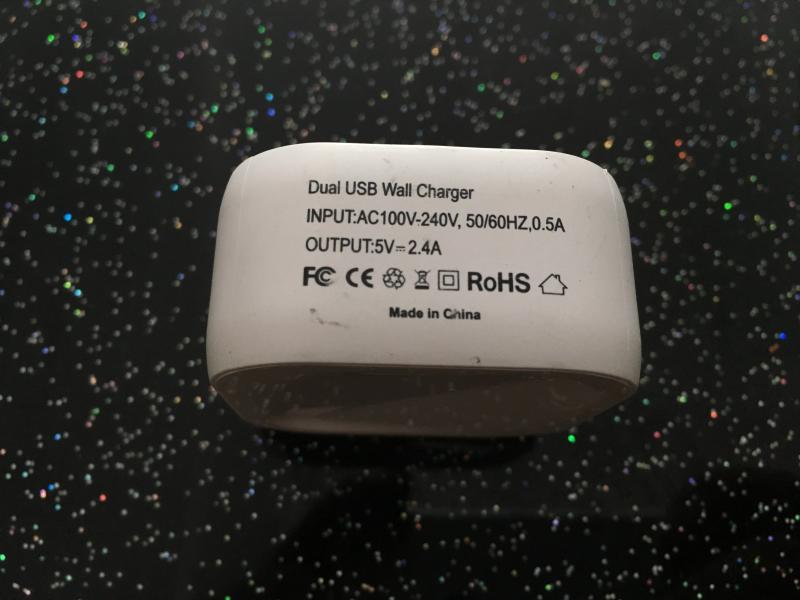 Dual USB Wall Charger
INPUT:AC100V-240V, 50/60HZ,0.5A
OUTPUT:5V⎓2.4A
FC CE RoHS
Made in China